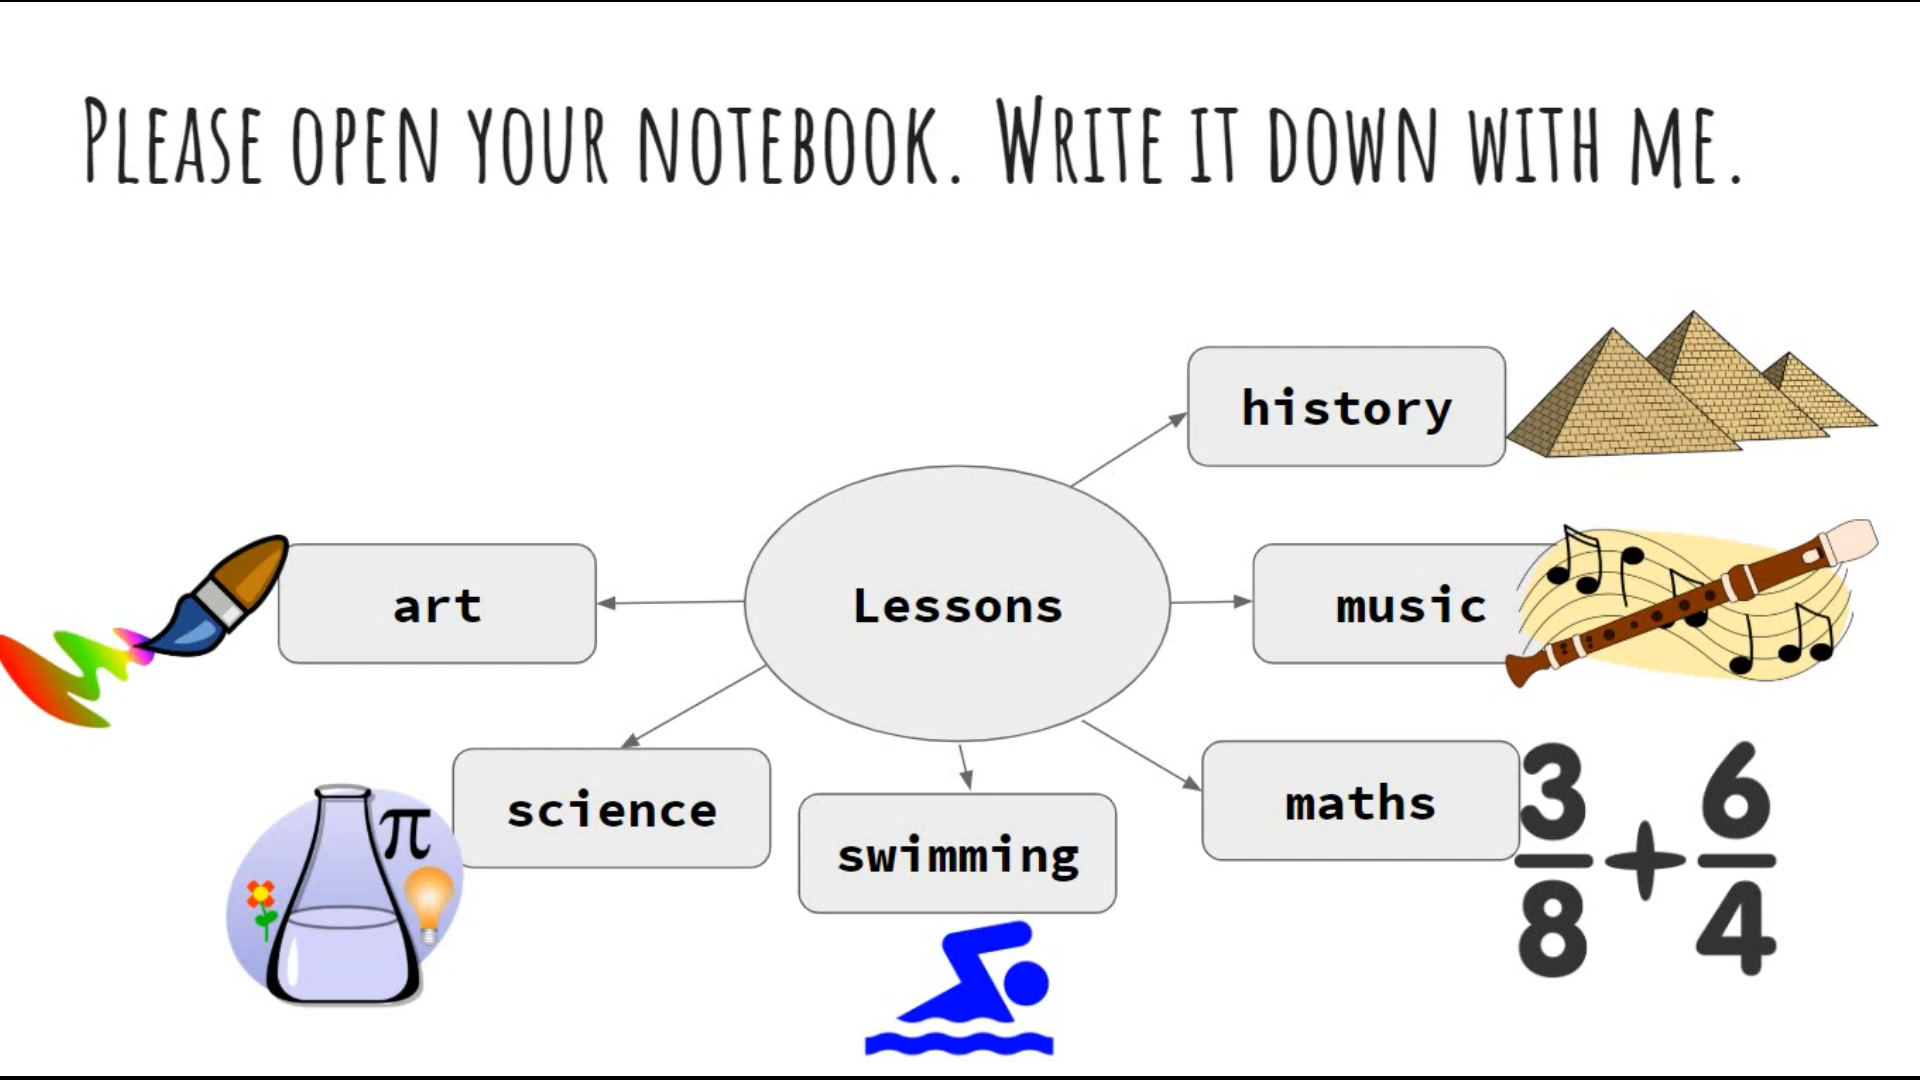 Please open your notebook. Write it down with me.
history
art
Lessons
music
science
swimming
maths
π
3/8 + 6/4